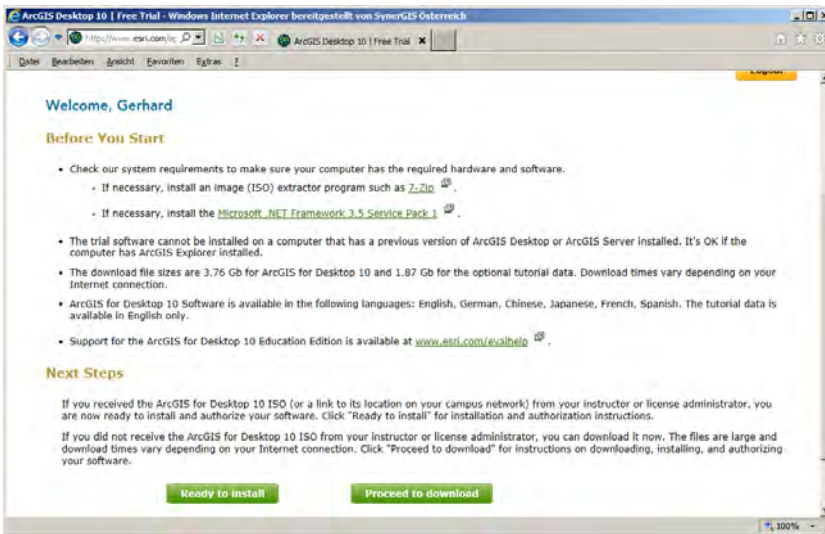 ArcGIS Desktop 10 | Free Trial - Windows Internet Explorer bereitgestellt von SynerGIS Österreich
http://www.esri.com/
ArcGIS Desktop 10 | Free Trial
Datei Bearbeiten Ansicht Favoriten Extras ?
Logout
Welcome, Gerhard
Before You Start
• Check our system requirements to make sure your computer has the required hardware and software.
• If necessary, install an image (ISO) extractor program such as 7-Zip .
• If necessary, install the Microsoft .NET Framework 3.5 Service Pack 1 .
• The trial software cannot be installed on a computer that has a previous version of ArcGIS Desktop or ArcGIS Server installed. It's OK if the
computer has ArcGIS Explorer installed.
• The download file sizes are 3.76 Gb for ArcGIS for Desktop 10 and 1.87 Gb for the optional tutorial data. Download times vary depending on your
Internet connection.
• ArcGIS for Desktop 10 Software is available in the following languages: English, German, Chinese, Japanese, French, Spanish. The tutorial data is
available in English only.
• Support for the ArcGIS for Desktop 10 Education Edition is available at www.esri.com/evalhelp .
Next Steps
If you received the ArcGIS for Desktop 10 ISO (or a link to its location on your campus network) from your instructor or license administrator, you
are now ready to install and authorize your software. Click "Ready to install" for installation and authorization instructions.
If you did not receive the ArcGIS for Desktop 10 ISO from your instructor or license administrator, you can download it now. The files are large and
download times vary depending on your Internet connection. Click "Proceed to download" for instructions on downloading, installing, and authorizing
your software.
Ready to install Proceed to download
100%